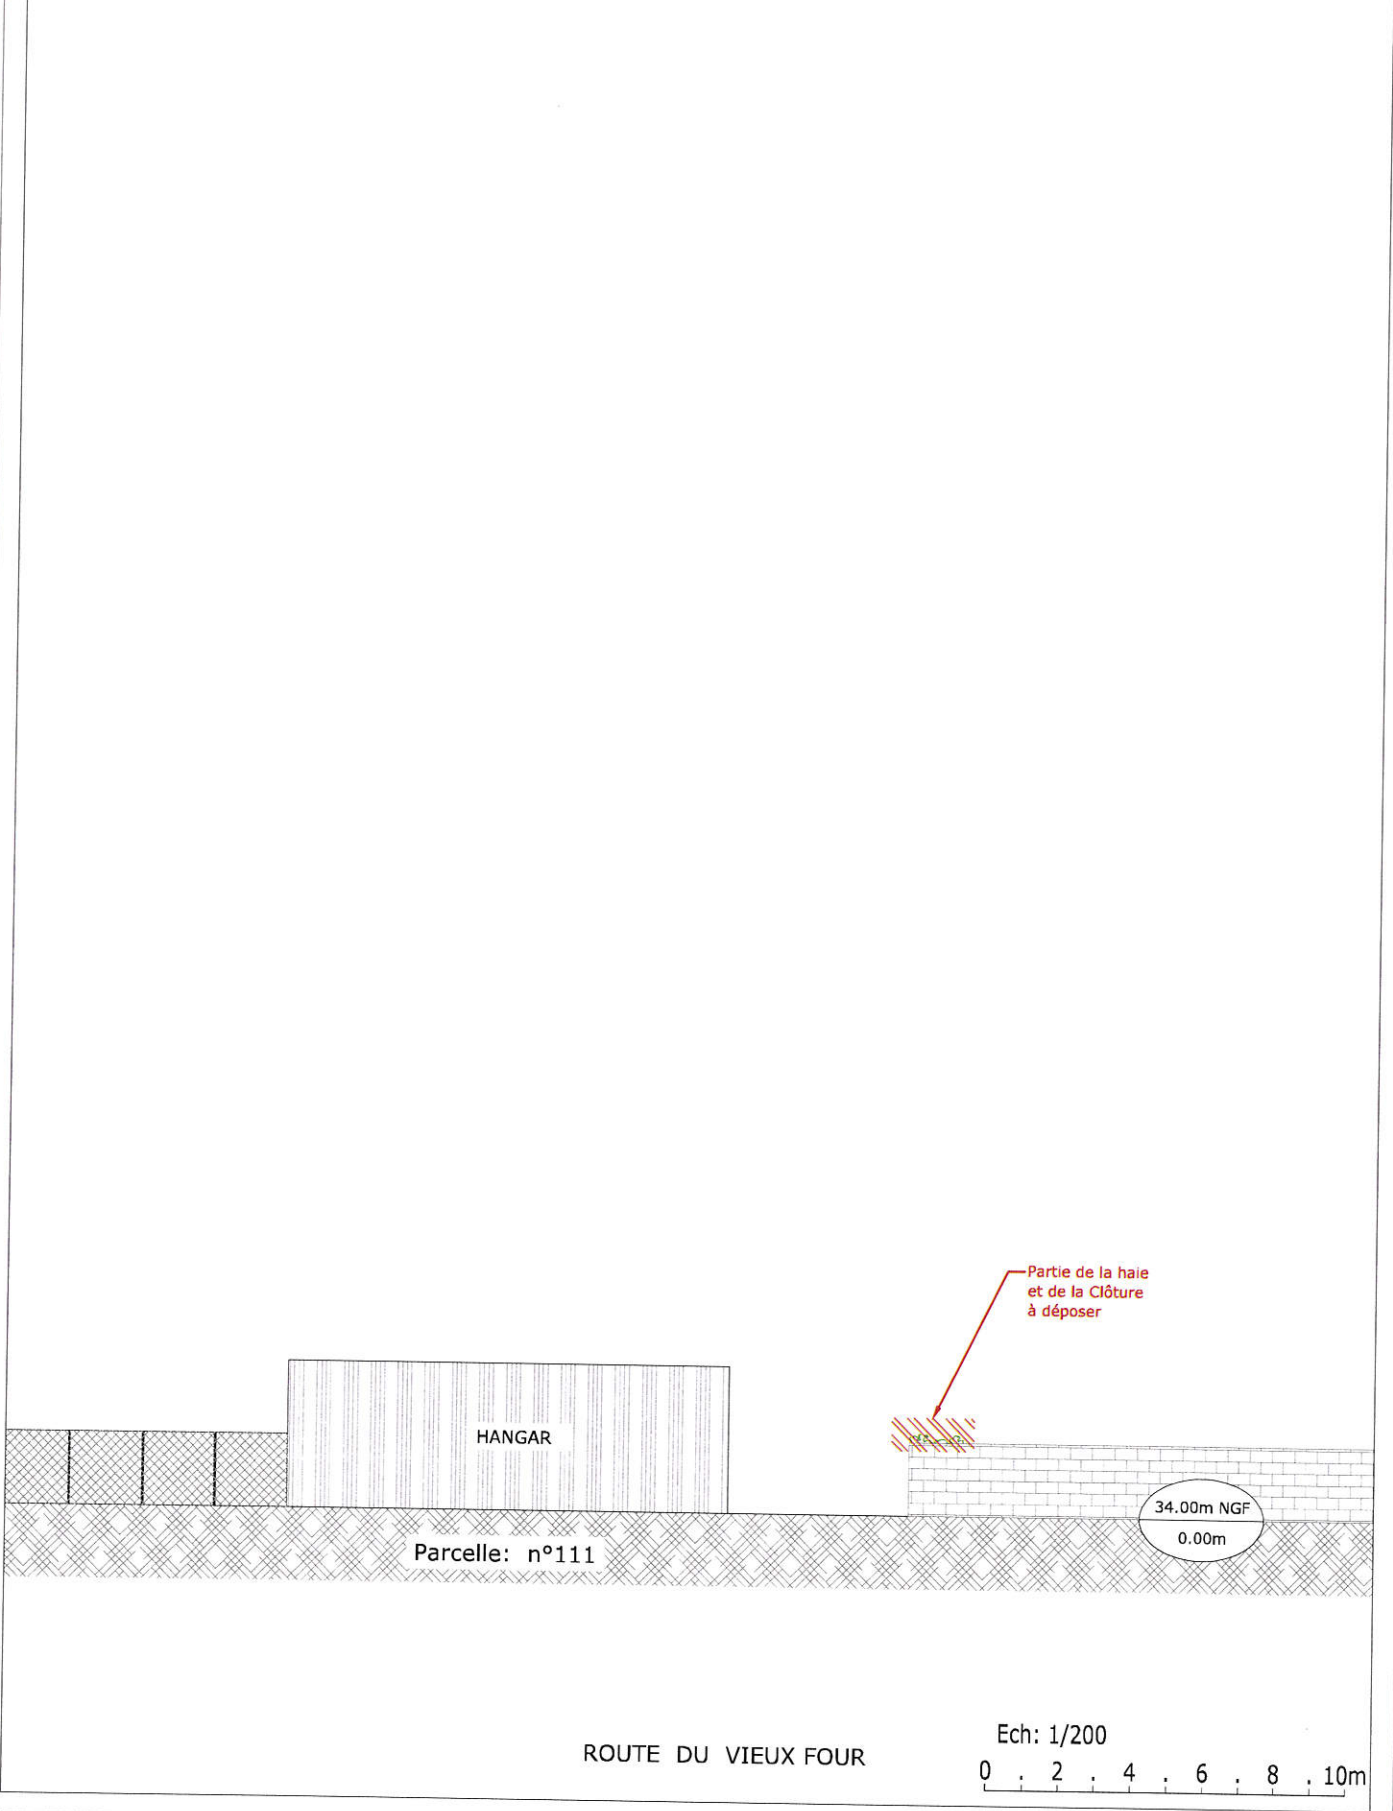 Partie de la haie
et de la Clôture
à déposer
HANGAR
34.00m NGF
0.00m
Parcelle: n°111
Ech: 1/200
ROUTE DU VIEUX FOUR
0 . 2 . 4 . 6 . 8 . 10m